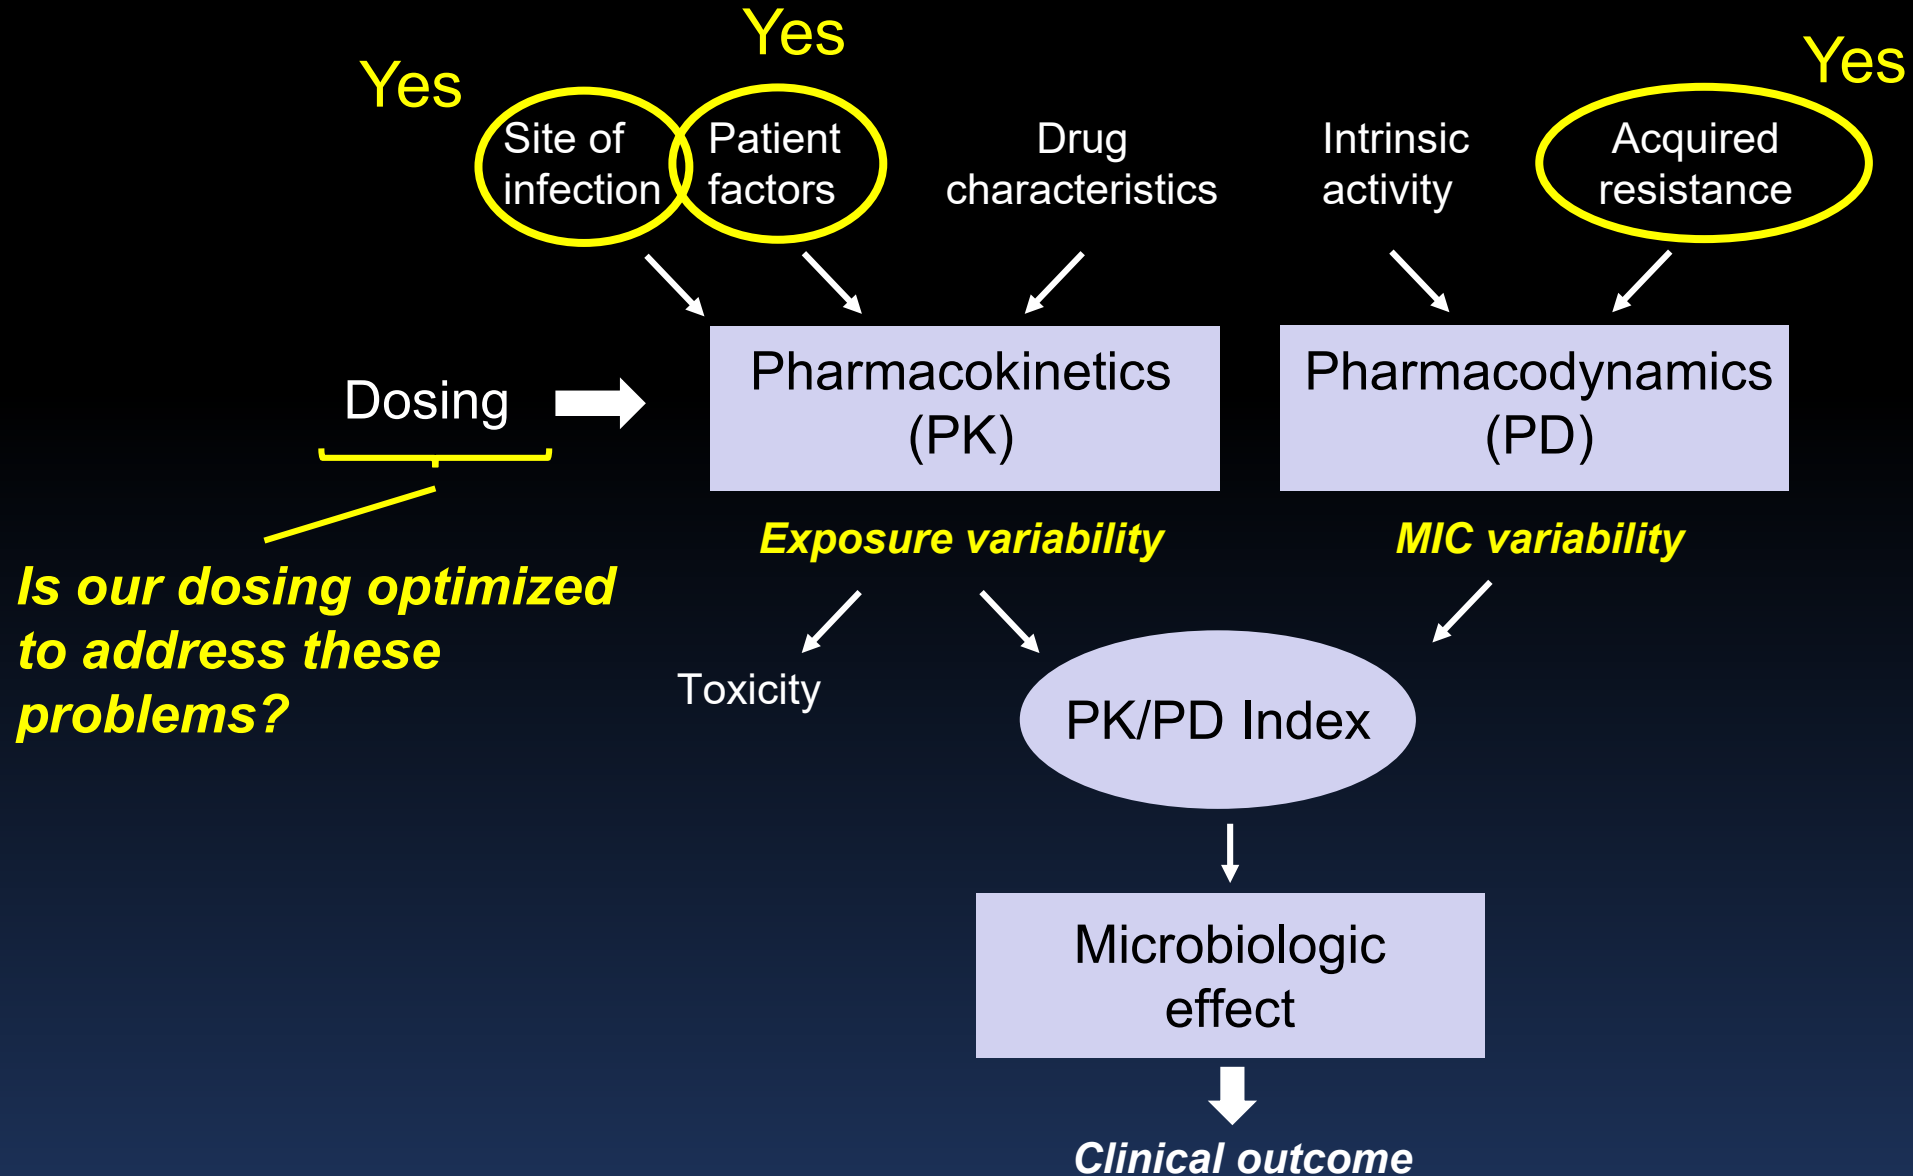 Yes
Yes
Yes
Site of
infection
Patient
factors
Drug
characteristics
Intrinsic
activity
Acquired
resistance
Dosing
Pharmacokinetics
(PK)
Pharmacodynamics
(PD)
Exposure variability
MIC variability
Is our dosing optimized
to address these
problems?
Toxicity
PK/PD Index
Microbiologic
effect
Clinical outcome